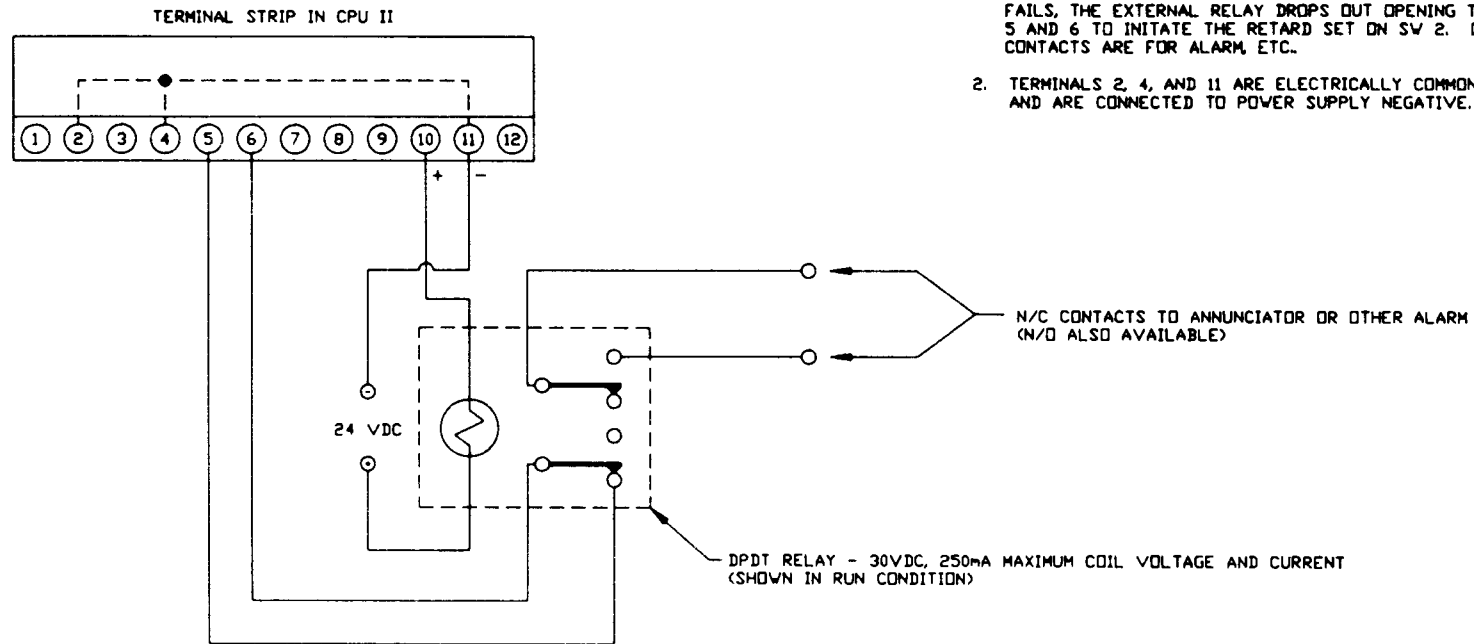 TERMINAL STRIP IN CPU II
FAILS, THE EXTERNAL RELAY DROPS OUT OPENING
5 AND 6 TO INITATE THE RETARD SET ON SW 2.
CONTACTS ARE FOR ALARM, ETC..
2. TERMINALS 2, 4, AND 11 ARE ELECTRICALLY COMMON
AND ARE CONNECTED TO POWER SUPPLY NEGATIVE.
1 2 3 4 5 6 7 8 9 10 11 12
+ -
N/C CONTACTS TO ANNUNCIATOR OR OTHER ALARM
(N/O ALSO AVAILABLE)
-
24 VDC
+
DPDT RELAY - 30VDC, 250mA MAXIMUM COIL VOLTAGE AND CURRENT
(SHOWN IN RUN CONDITION)